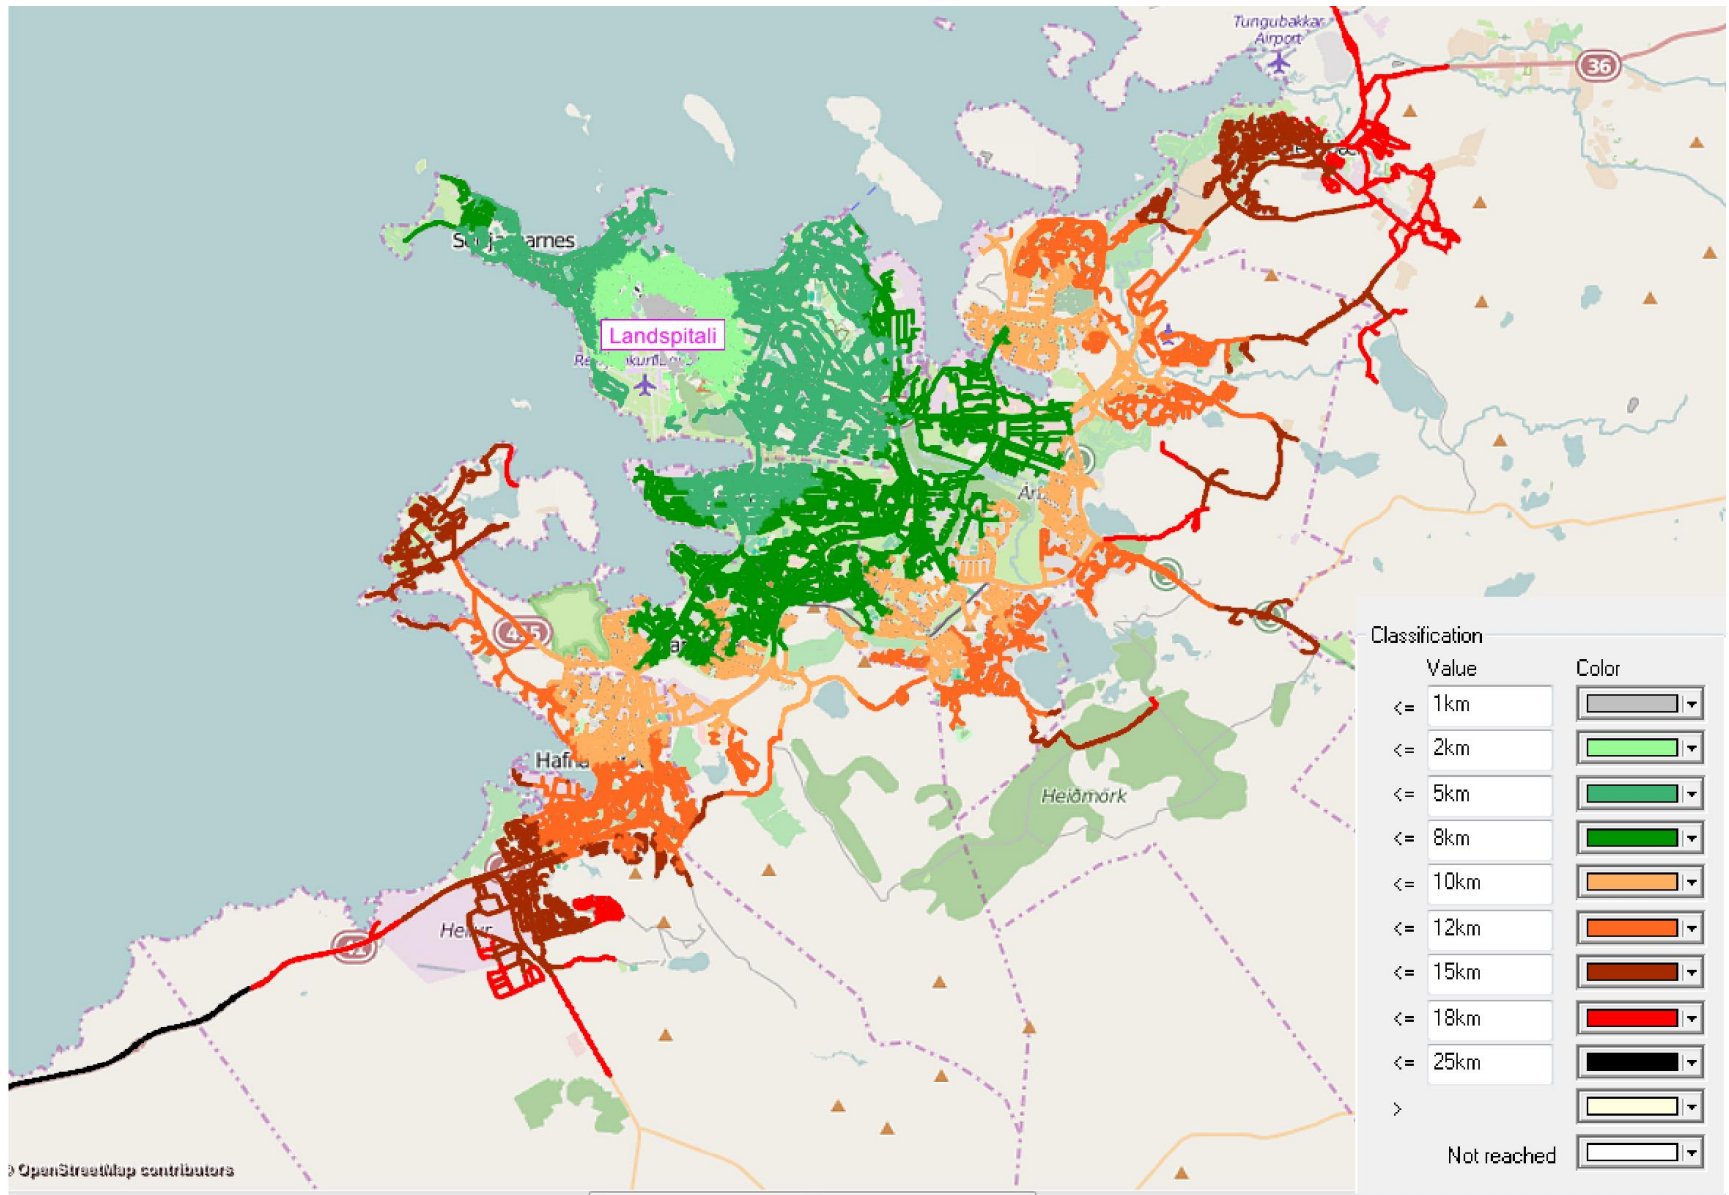 Tungubakkar
Airport
36
Landspitali
Heiðmörk
Classification
Value Color
<= 1km
<= 2km
<= 5km
<= 8km
<= 10km
<= 12km
<= 15km
<= 18km
<= 25km
>
Not reached
OpenStreetMap contributors